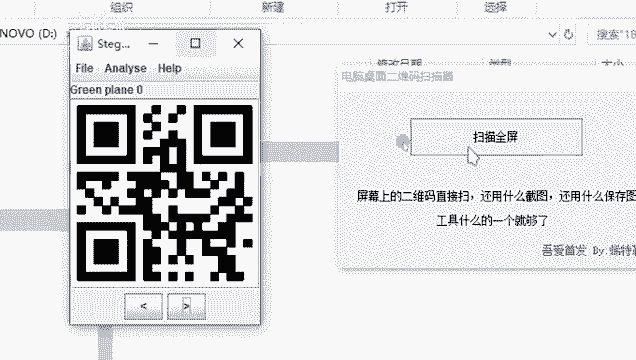 组织
新建
打开
选择
NOVO (D:)
搜索"18
修改日期
类型
大小
Steg...
File Analyse Help
Green plane 0
<
>
电脑桌面二维码扫描器
扫描全屏
屏幕上的二维码直接扫，还用什么截图，还用什么保存图
工具什么的一个就够了
吾爱首发 By: